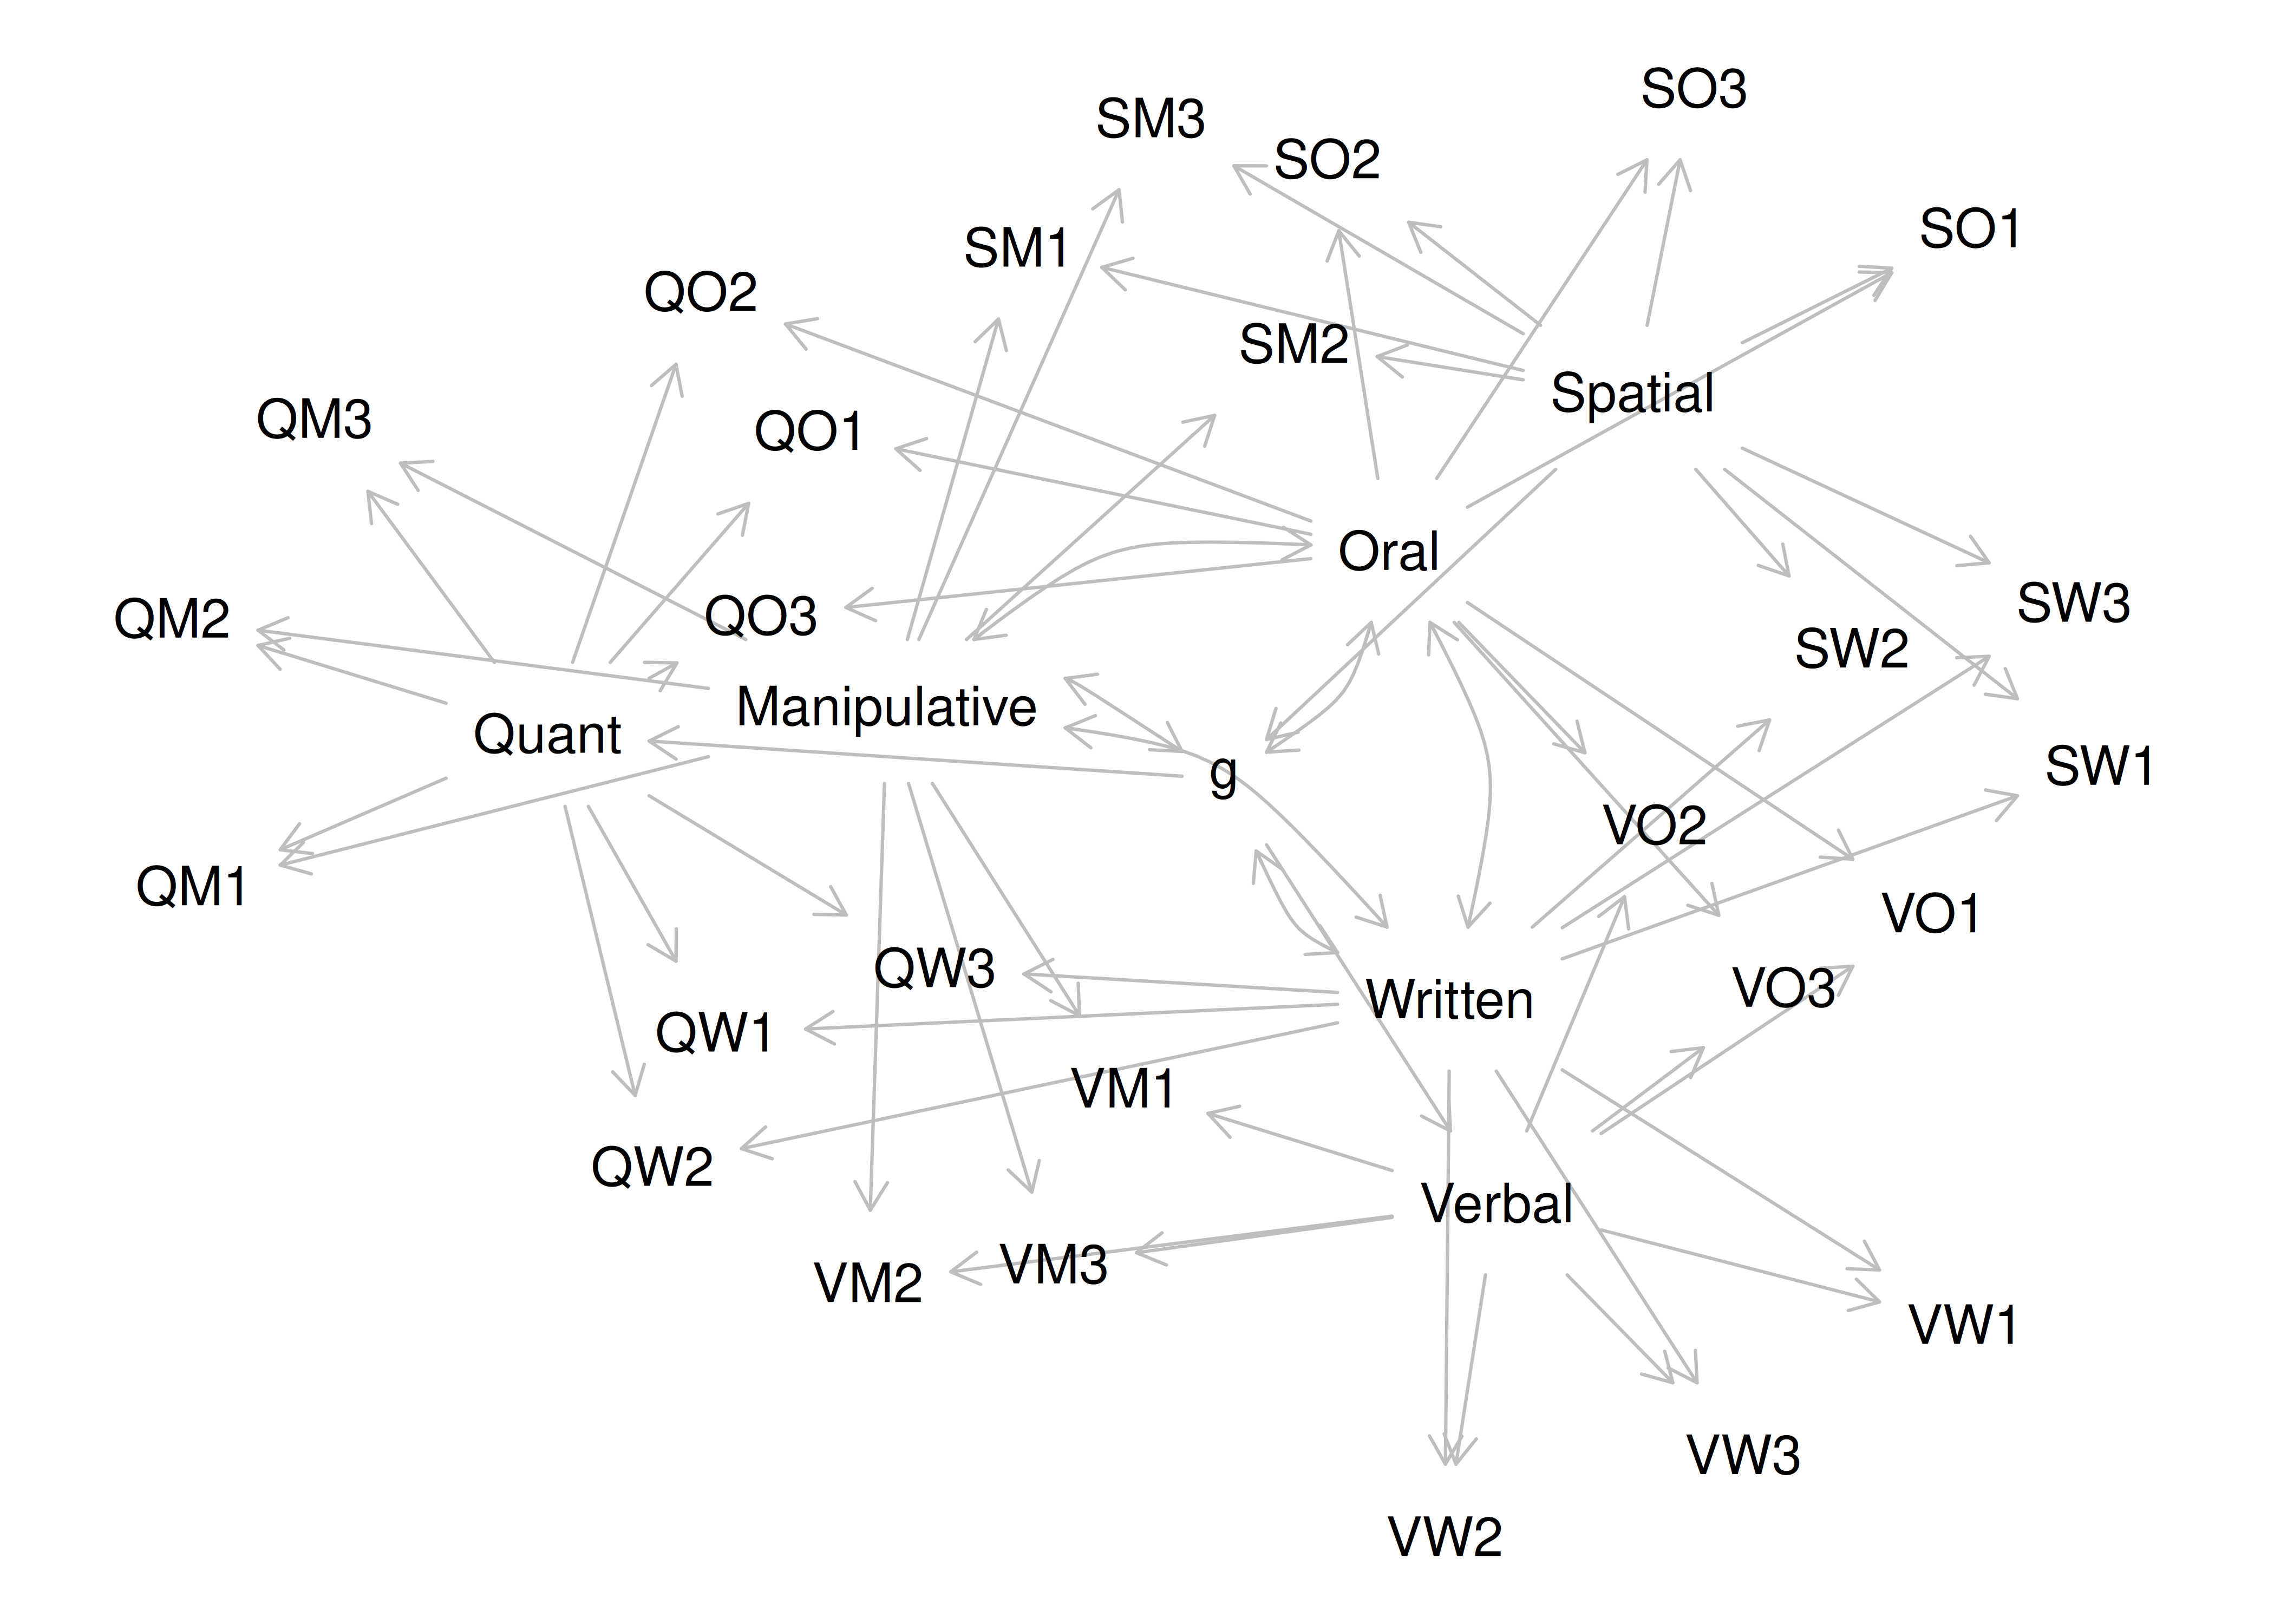 SO3
SM3
SO2
SO1
SM1
QO2
SM2
Spatial
QM3
QO1
Oral
SW3
QO3
QM2
SW2
Manipulative
Quant
SW1
g
VO2
QM1
VO1
QW3
VO3
Written
QW1
VM1
QW2
Verbal
VM3
VM2
VW1
VW3
VW2